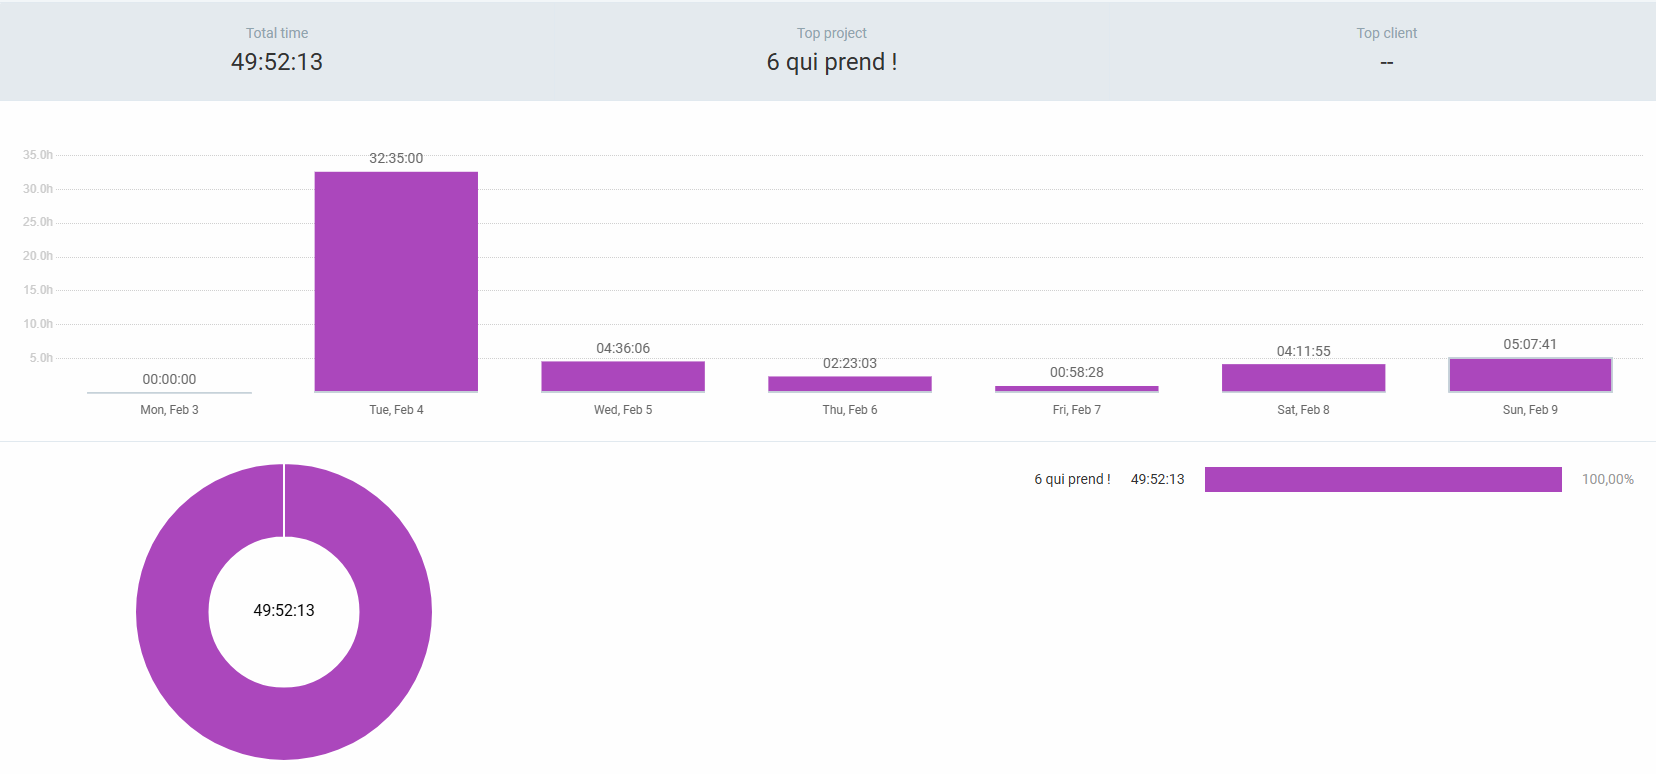 Total time
49:52:13
Top project
6 qui prend !
Top client
--
35.0h
30.0h
25.0h
20.0h
15.0h
10.0h
5.0h
00:00:00
32:35:00
04:36:06
02:23:03
00:58:28
04:11:55
05:07:41
Mon, Feb 3
Tue, Feb 4
Wed, Feb 5
Thu, Feb 6
Fri, Feb 7
Sat, Feb 8
Sun, Feb 9
49:52:13
6 qui prend ! 49:52:13 100,00%